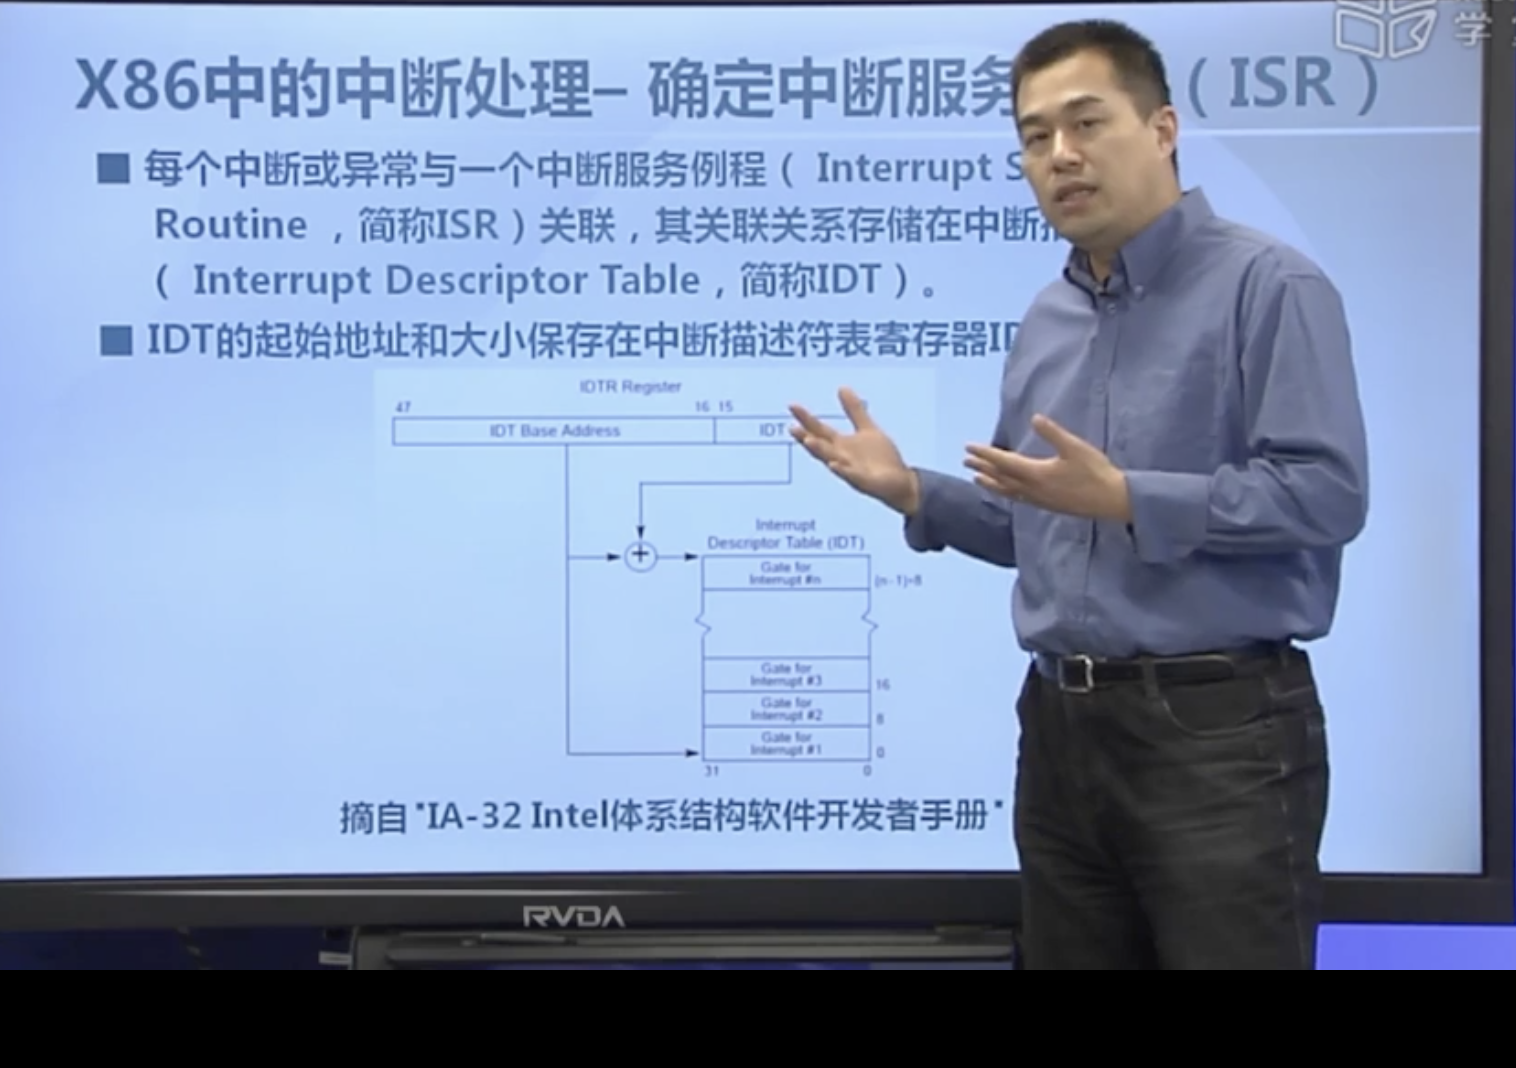 学
X86中的中断处理– 确定中断服务（ISR）
■ 每个中断或异常与一个中断服务例程（ Interrupt S
Routine ，简称ISR）关联，其关联关系存储在中断
（ Interrupt Descriptor Table，简称IDT）。
■ IDT的起始地址和大小保存在中断描述符表寄存器
IDTR Register
47 16 15
IDT Base Address IDT
Interrupt
Descriptor Table (IDT)
Gate for
Interrupt #n
(n-1)*8
Gate for
Interrupt #3
16
Gate for
Interrupt #2
8
Gate for
Interrupt #1
0
31 0
摘自"IA-32 Intel体系结构软件开发者手册"
RVDA